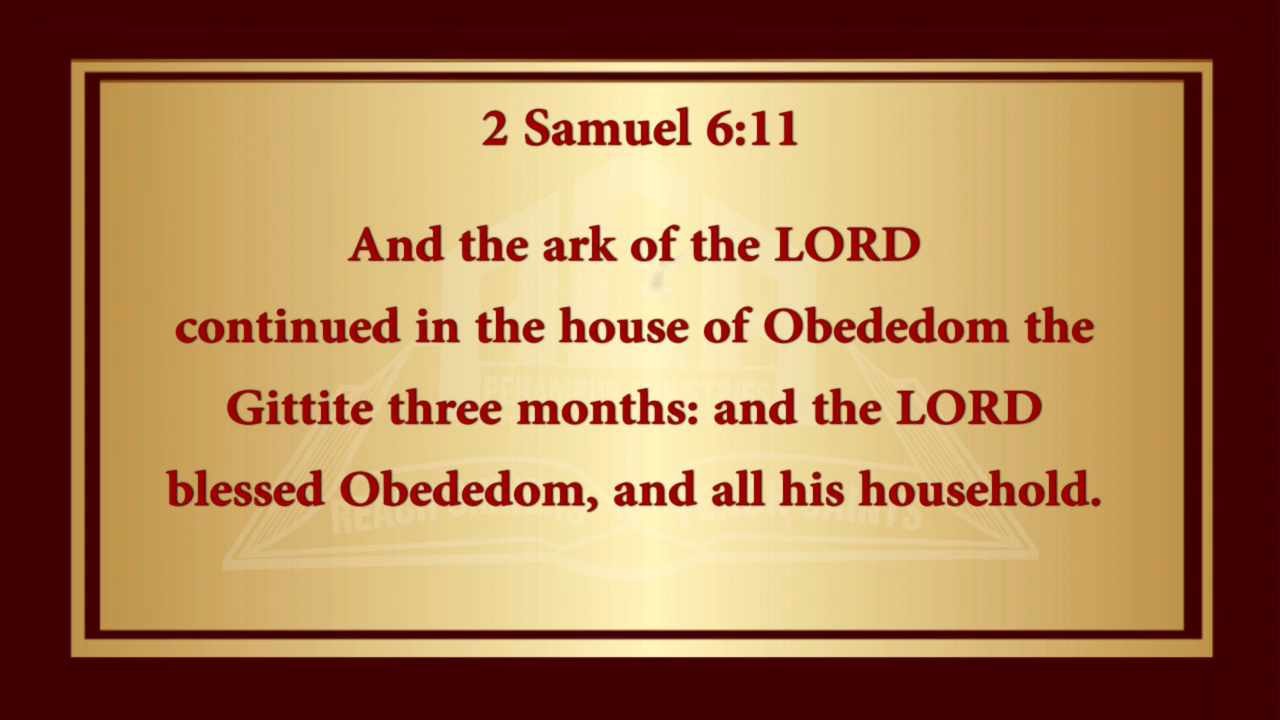 2 Samuel 6:11
And the ark of the LORD
continued in the house of Obededom the
Gittite three months: and the LORD
blessed Obededom, and all his household.